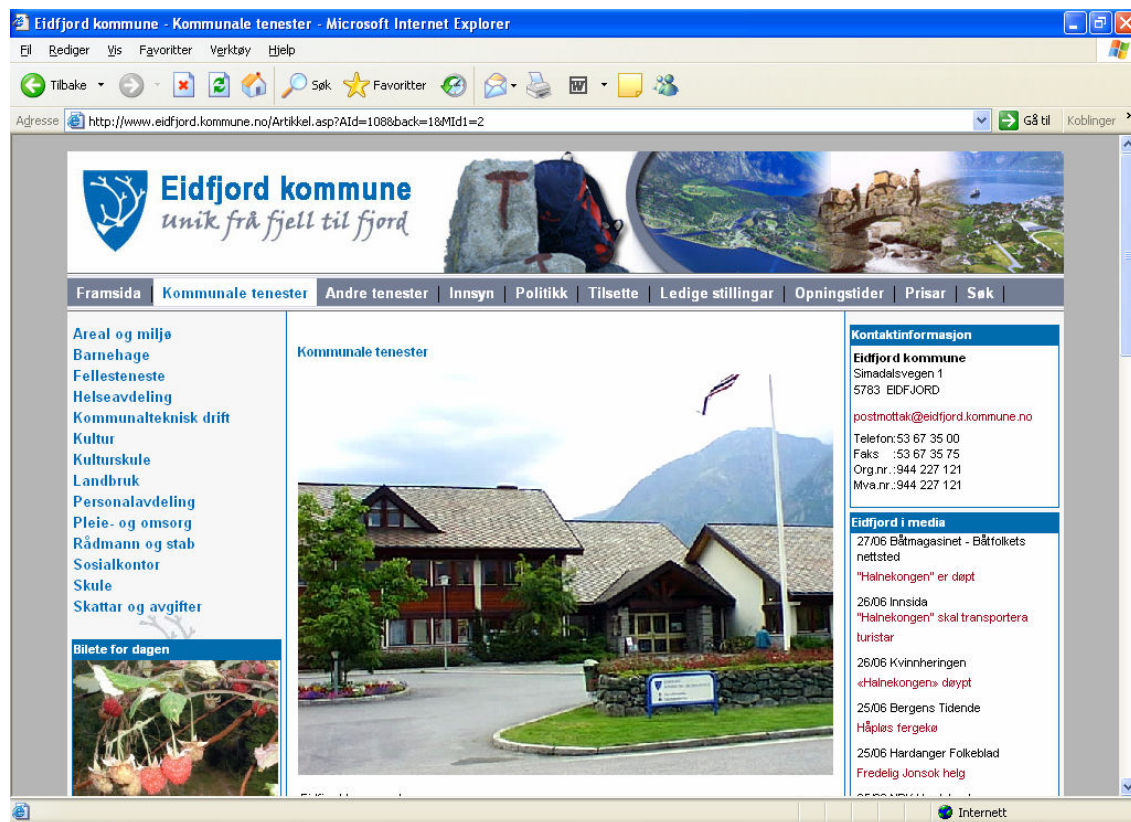 Eidfjord kommune - Kommunale tenester - Microsoft Internet Explorer
Fil Rediger Vis Favoritter Verktøy Hjelp
Tilbake Søk Favoritter
Adresse http://www.eidfjord.kommune.no/Artikkel.asp?AId=108&back=1&MId1=2 Gå til Koblinger
Eidfjord kommune
Unik frå fjell til fjord
Framsida Kommunale tenester Andre tenester Innsyn Politikk Tilsette Ledige stillingar Opningstider Prisar Søk
Areal og miljø
Barnehage
Fellesteneste
Helseavdeling
Kommunalteknisk drift
Kultur
Kulturskule
Landbruk
Personalavdeling
Pleie- og omsorg
Rådmann og stab
Sosialkontor
Skule
Skattar og avgifter
Bilete for dagen
Kommunale tenester
Kontaktinformasjon
Eidfjord kommune
Simadalsvegen 1
5783 EIDFJORD
postmottak@eidfjord.kommune.no
Telefon:53 67 35 00
Faks :53 67 35 75
Org.nr.:944 227 121
Mva.nr.:944 227 121
Eidfjord i media
27/06 Båtmagasinet - Båtfolkets
nettsted
"Halnekongen" er døpt
26/06 Innsida
"Halnekongen" skal transportera
turistar
26/06 Kvinnheringen
«Halnekongen» døypt
25/06 Bergens Tidende
Håpløs fergekø
25/06 Hardanger Folkeblad
Fredelig Jonsok helg
Internett